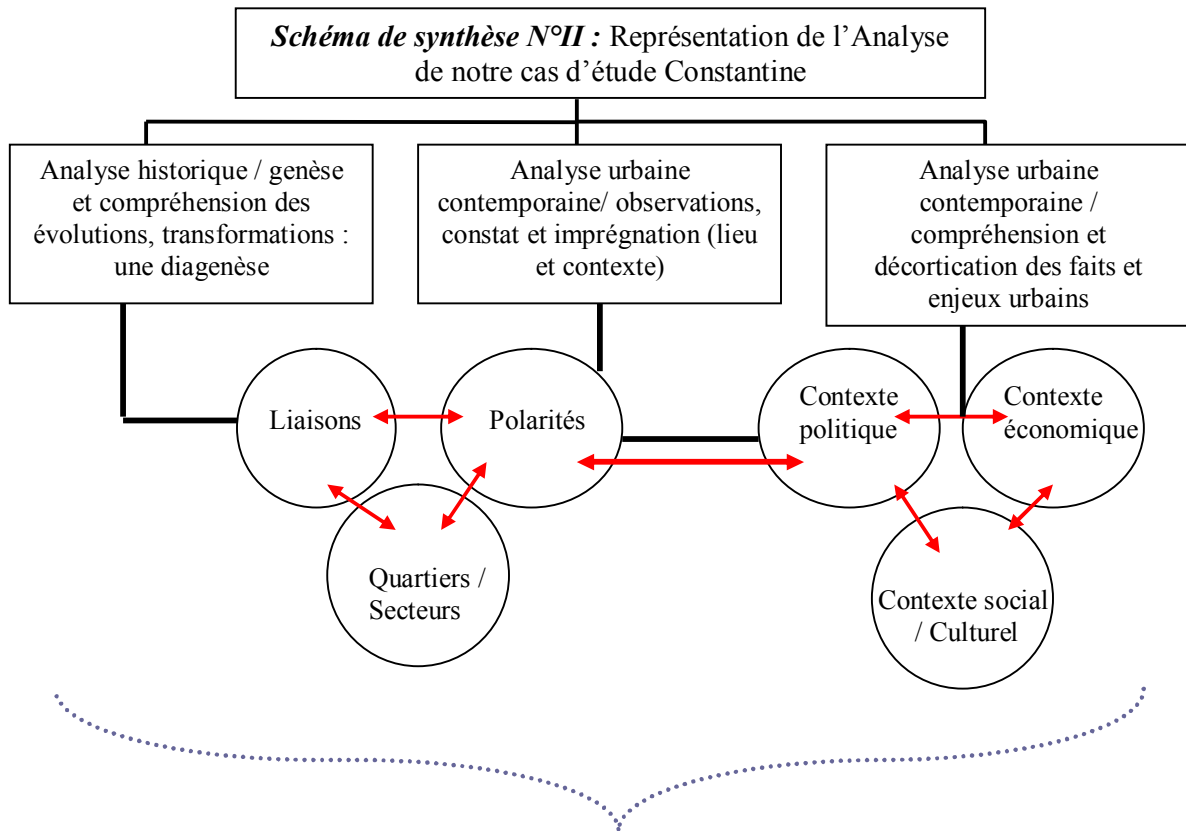 Schéma de synthèse N°II : Représentation de l'Analyse
de notre cas d'étude Constantine
Analyse historique / genèse
et compréhension des
évolutions, transformations :
une diagenèse
Analyse urbaine
contemporaine/ observations,
constat et imprégnation (lieu
et contexte)
Analyse urbaine
contemporaine /
compréhension et
décortication des faits et
enjeux urbains
Liaisons
Polarités
Contexte
politique
Contexte
économique
Quartiers /
Secteurs
Contexte social
/ Culturel